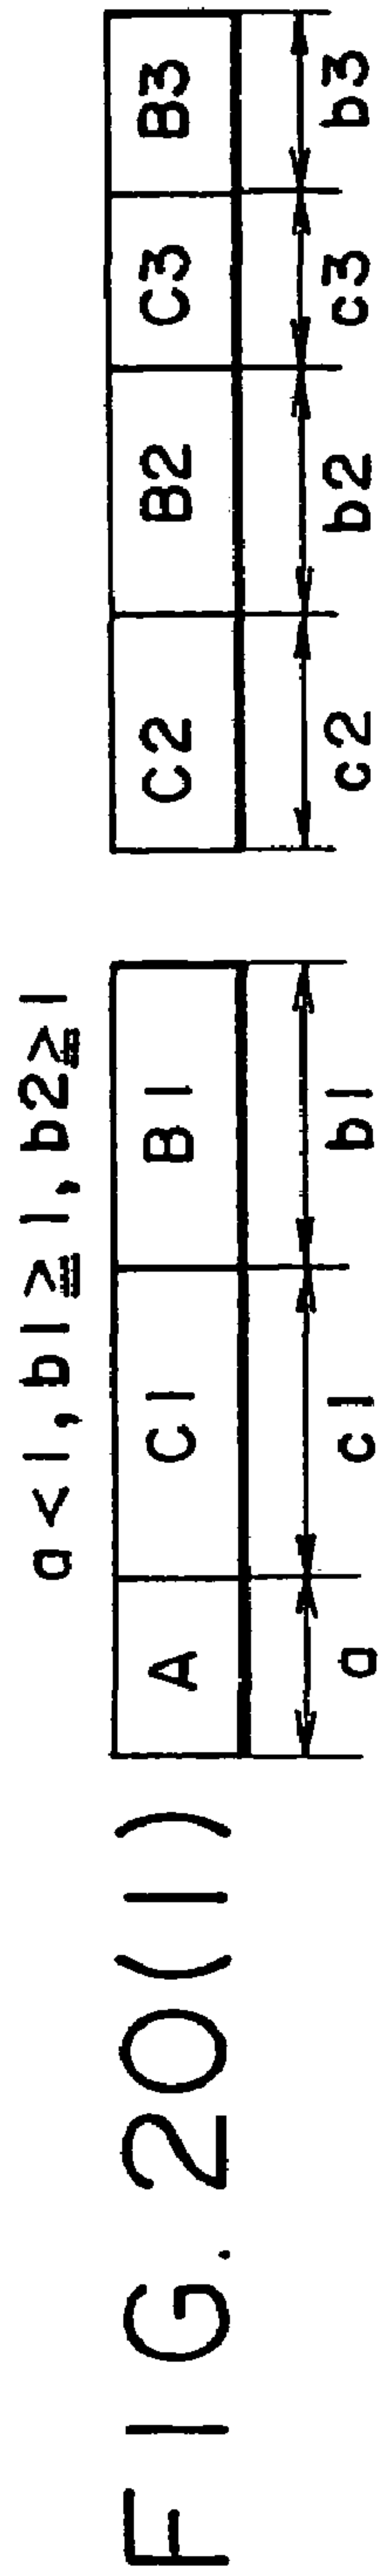 FIG. 20(1)
a < 1, b1 ≧ 1, b2 ≧ 1
A C1 B1 C2 B2 C3 B3
a c1 b1 c2 b2 c3 b3